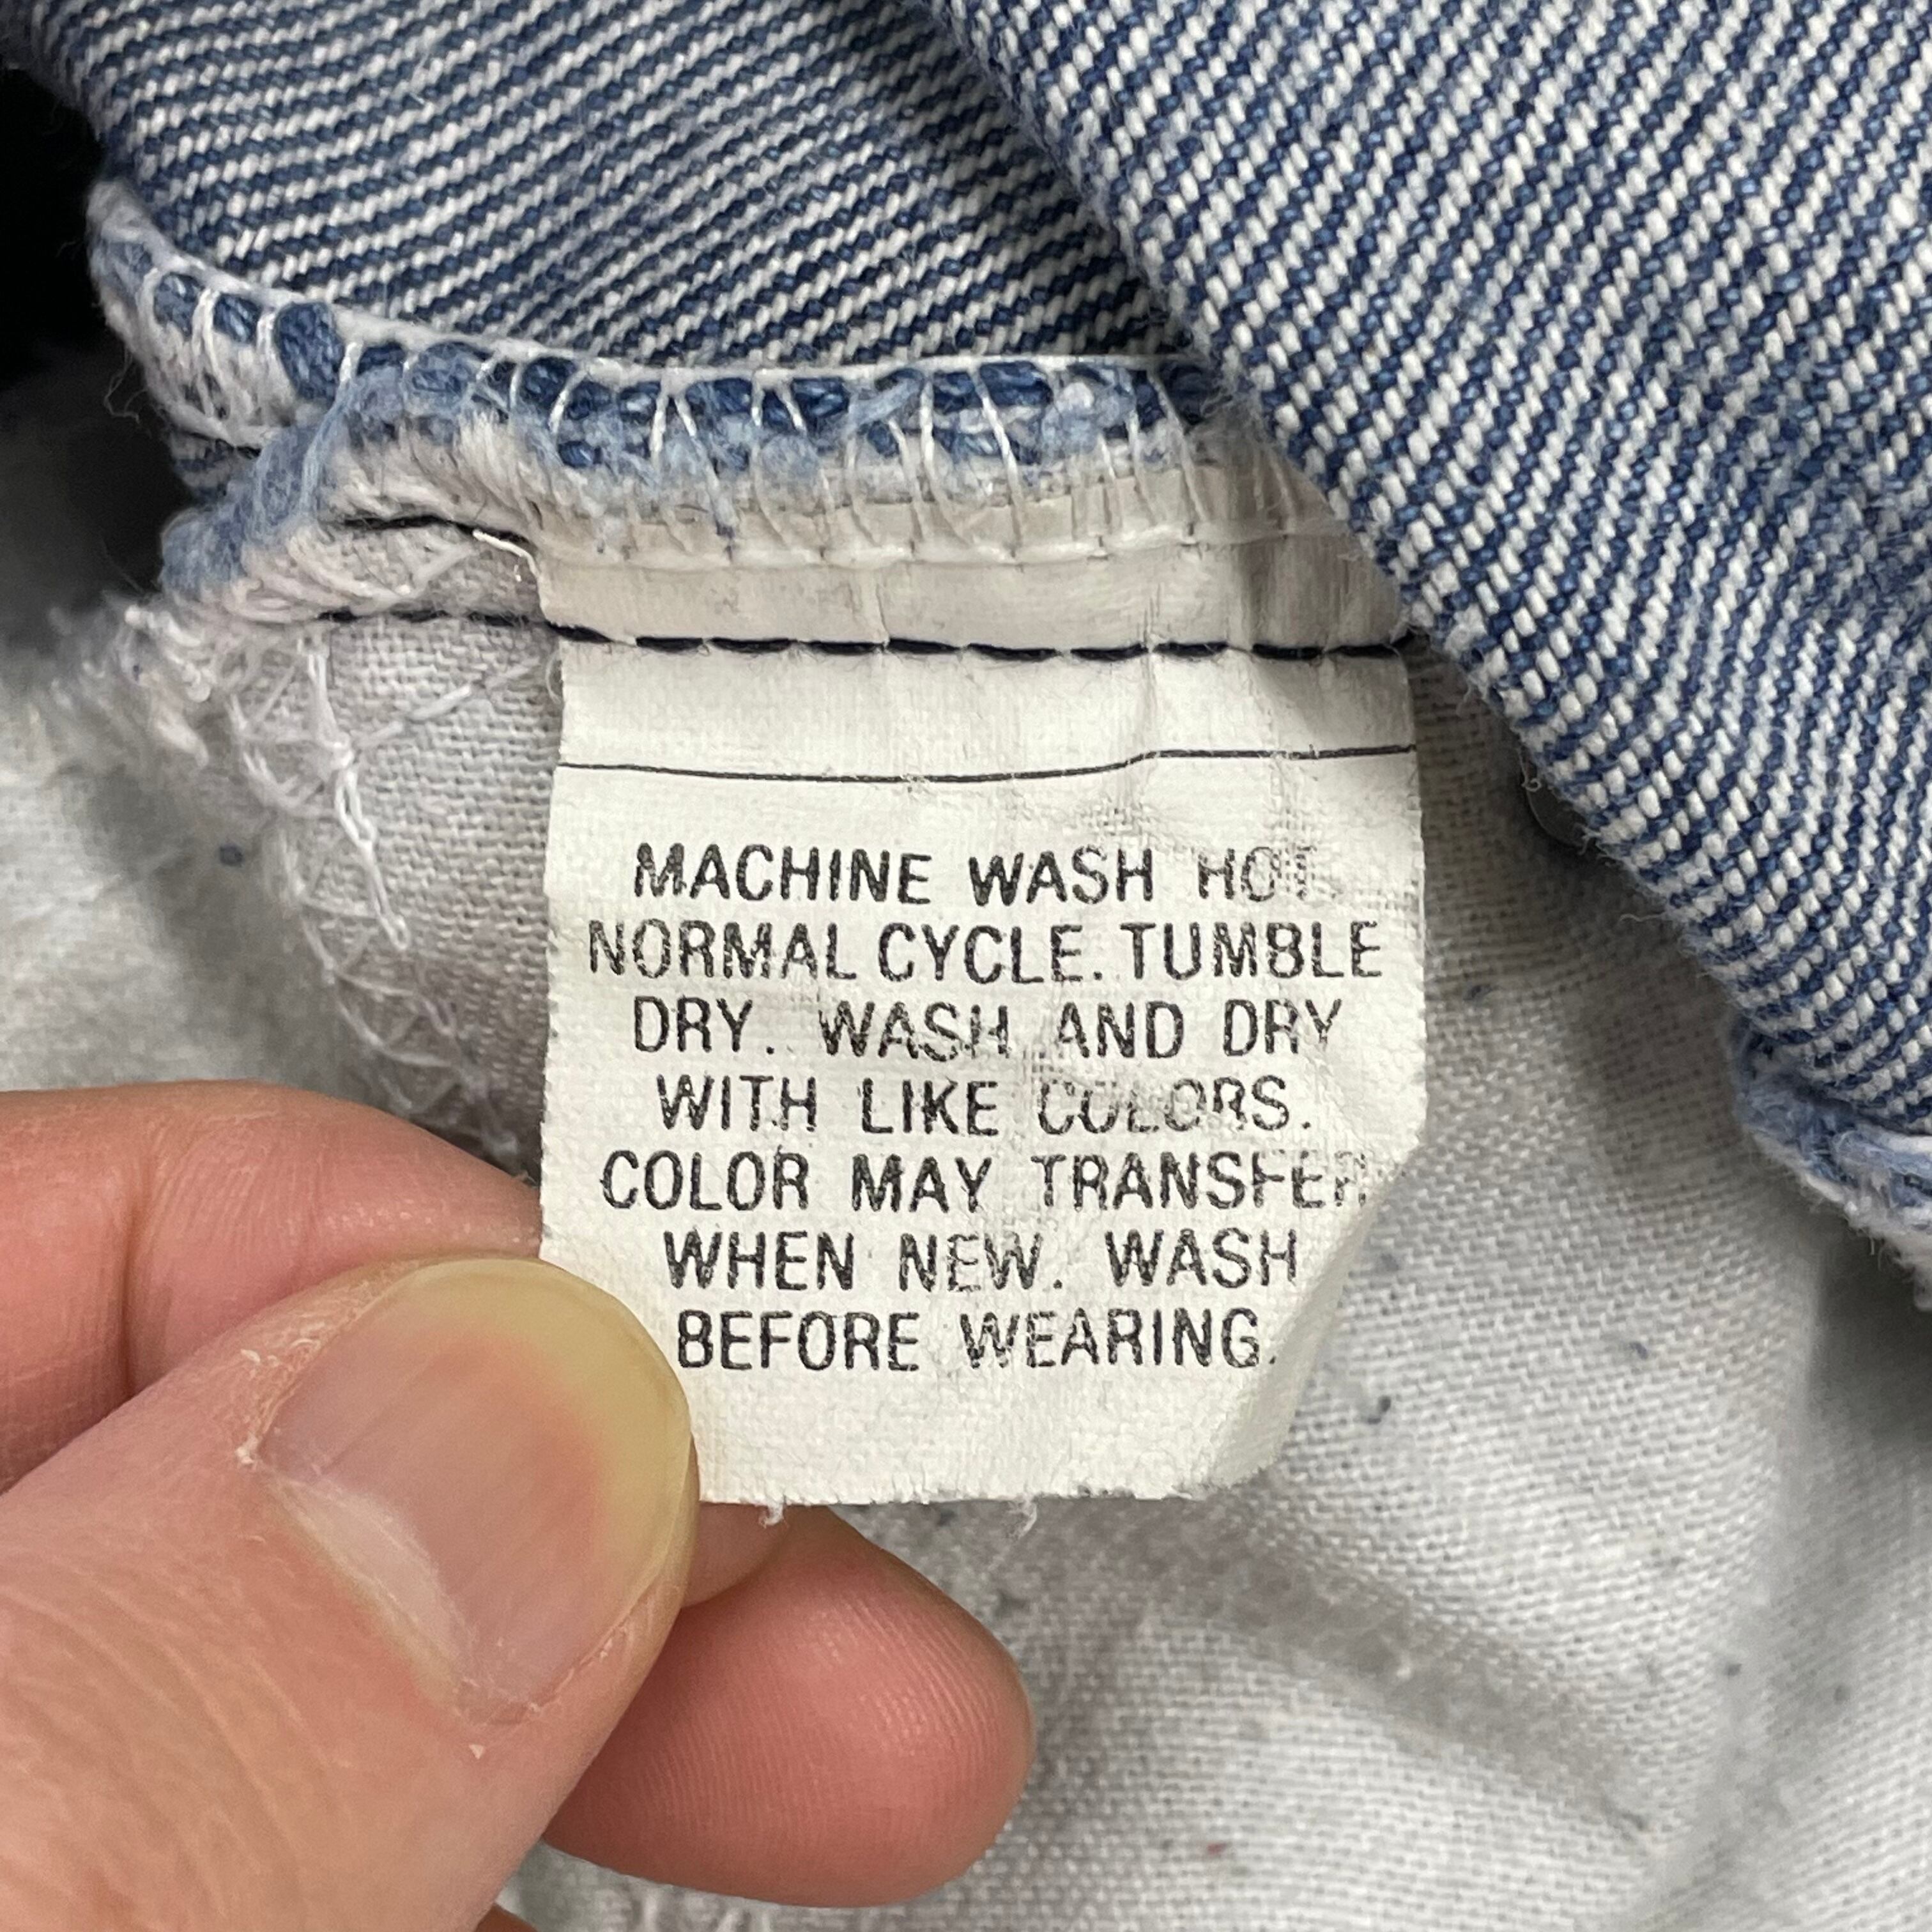 MACHINE WASH HOT.
NORMAL CYCLE. TUMBLE
DRY. WASH AND DRY
WITH LIKE COLORS.
COLOR MAY TRANSFER
WHEN NEW. WASH
BEFORE WEARING.